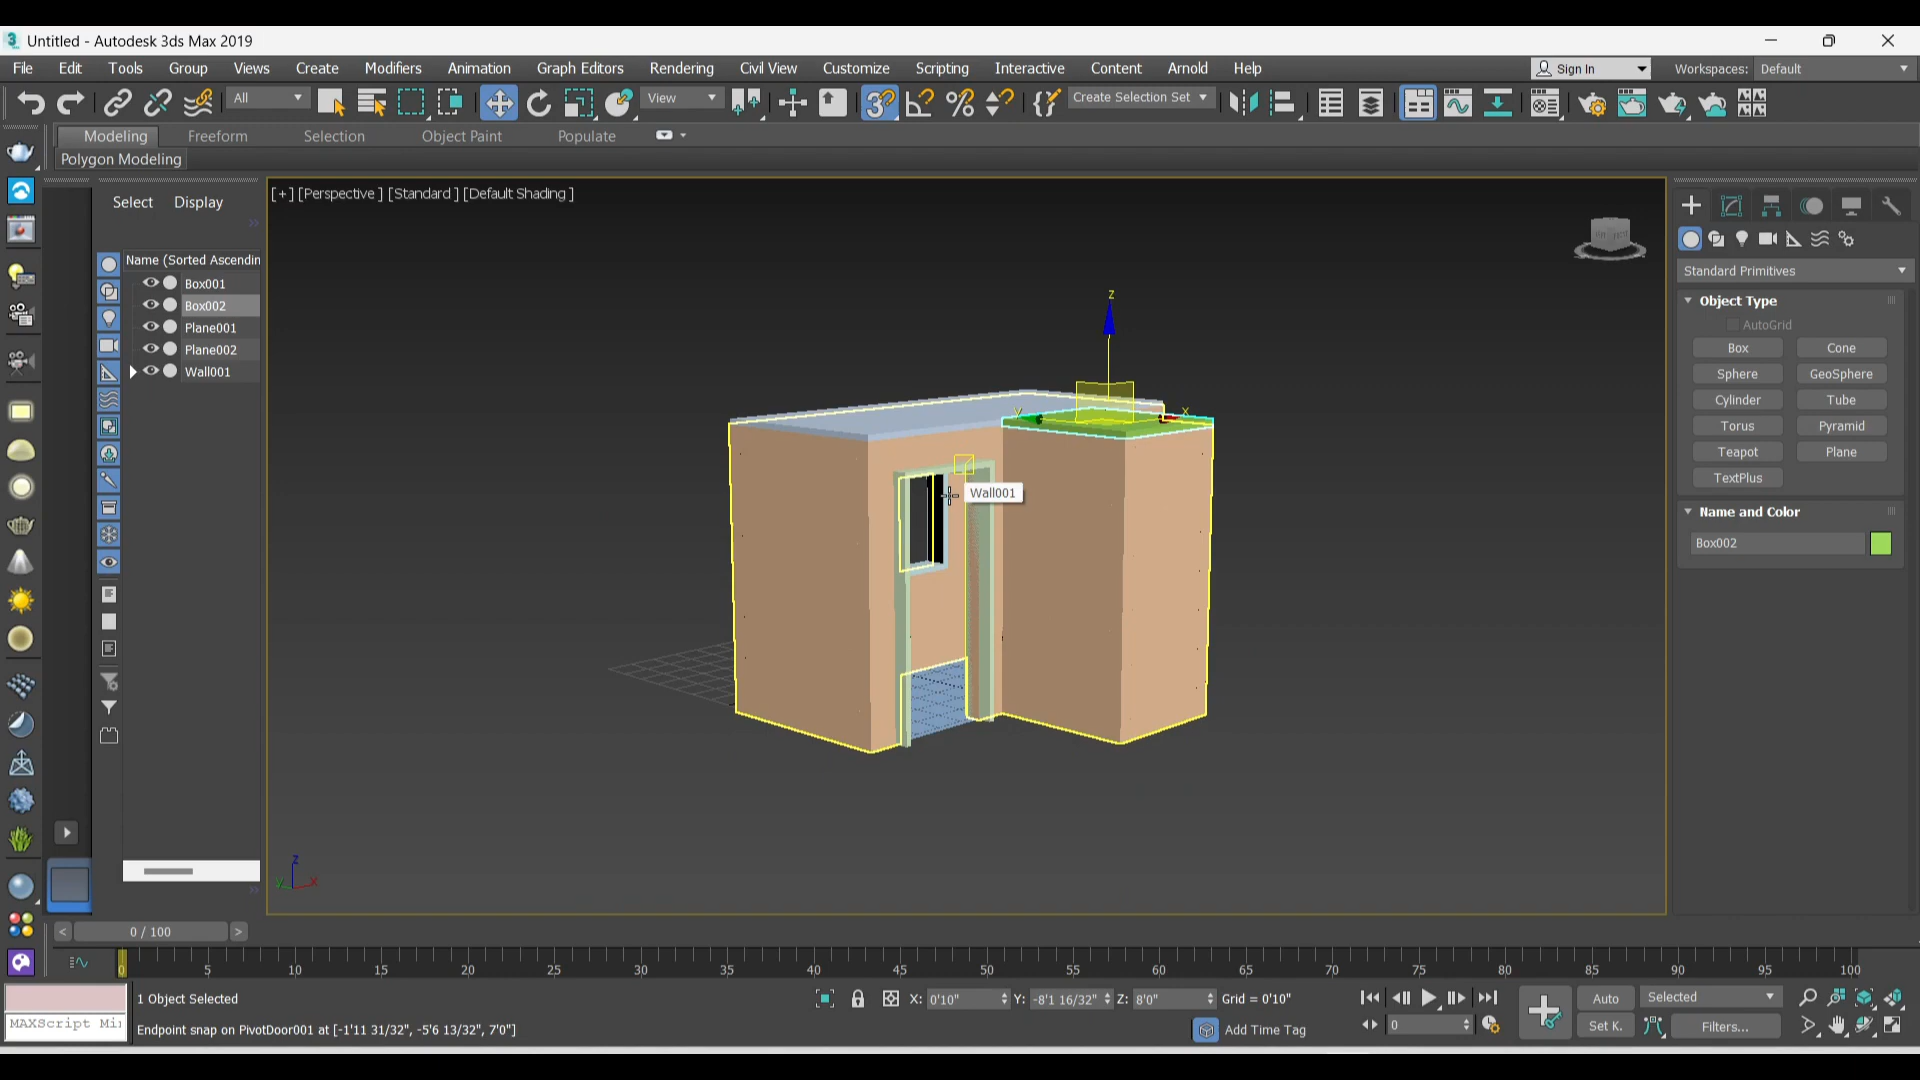 3 Untitled - Autodesk 3ds Max 2019
File Edit Tools Group Views Create Modifiers Animation Graph Editors Rendering Civil View Customize Scripting Interactive Content Arnold Help Sign In Workspaces: Default
All View Create Selection Set
Modeling Freeform Selection Object Paint Populate
Polygon Modeling
Select Display
[+] [Perspective ] [Standard ] [Default Shading ]
Name (Sorted Ascendin
Box001
Box002
Plane001
Plane002
Wall001
z
y
x
Wall001
z
y
x
Standard Primitives
Object Type
AutoGrid
Box Cone
Sphere GeoSphere
Cylinder Tube
Torus Pyramid
Teapot Plane
TextPlus
Name and Color
Box002
< 0 / 100 >
0 5 10 15 20 25 30 35 40 45 50 55 60 65 70 75 80 85 90 95 100
1 Object Selected X: 0'10" Y: -8'1 16/32" Z: 8'0" Grid = 0'10" Auto Selected
MAXScript Mi
Endpoint snap on PivotDoor001 at [-1'11 31/32", -5'6 13/32", 7'0"] Add Time Tag 0 Set K. Filters...